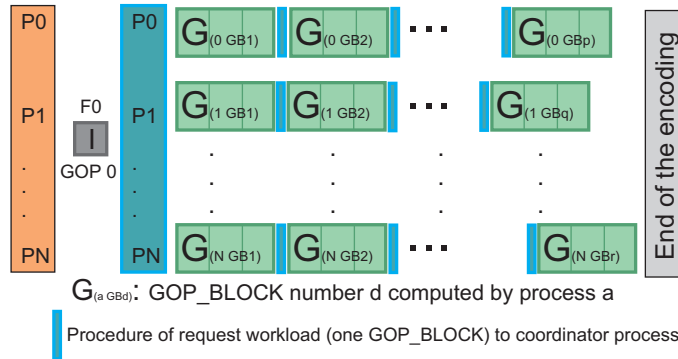 P0 P0 G(0 GB1) G(0 GB2) ... G(0 GBp)
F0
P1 I P1 G(1 GB1) G(1 GB2) ... G(1 GBq)
GOP 0
. . . . . .
. . . . . .
. . . . . .
PN PN G(N GB1) G(N GB2) ... G(N GBr)
End of the encoding
G(a GBd): GOP_BLOCK number d computed by process a
Procedure of request workload (one GOP_BLOCK) to coordinator process